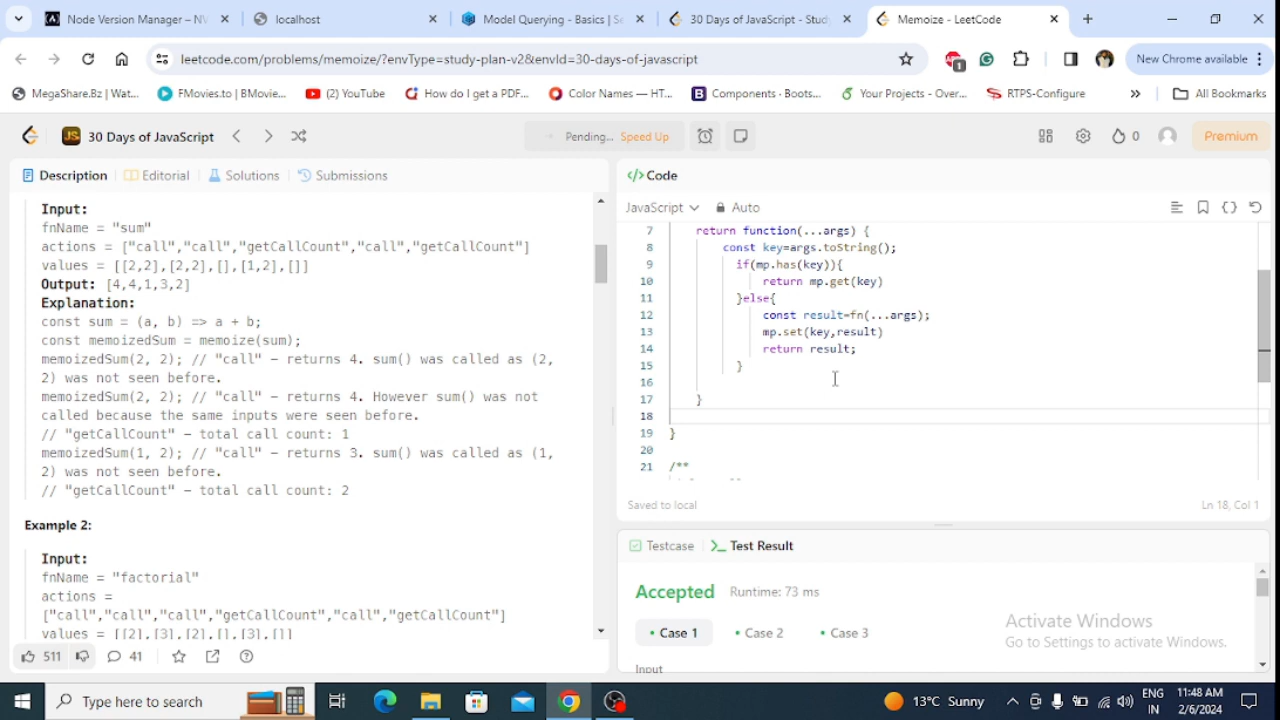 Node Version Manager – NV
localhost
Model Querying - Basics | Se
30 Days of JavaScript - Stud
Memoize - LeetCode
leetcode.com/problems/memoize/?envType=study-plan-v2&envId=30-days-of-javascript
1
New Chrome available
MegaShare.Bz | Wat...
FMovies.to | BMovie...
(2) YouTube
How do I get a PDF...
Color Names — HT...
Components · Boots...
Your Projects - Over...
RTPS-Configure
»
All Bookmarks
JS
30 Days of JavaScript
Pending...
Speed Up
0
Premium
Description
Editorial
Solutions
Submissions
Input:
fnName = "sum"
actions = ["call","call","getCallCount","call","getCallCount"]
values = [[2,2],[2,2],[],[1,2],[]]
Output: [4,4,1,3,2]
Explanation:
const sum = (a, b) => a + b;
const memoizedSum = memoize(sum);
memoizedSum(2, 2); // "call" - returns 4. sum() was called as (2,
2) was not seen before.
memoizedSum(2, 2); // "call" - returns 4. However sum() was not
called because the same inputs were seen before.
// "getCallCount" - total call count: 1
memoizedSum(1, 2); // "call" - returns 3. sum() was called as (1,
2) was not seen before.
// "getCallCount" - total call count: 2
Example 2:
Input:
fnName = "factorial"
actions =
["call","call","call","getCallCount","call","getCallCount"]
values = [[2],[3],[2],[],[3],[]]
511
41
</> Code
JavaScript
Auto
7 return function(...args) {
8 const key=args.toString();
9 if(mp.has(key)){
10 return mp.get(key)
11 }else{
12 const result=fn(...args);
13 mp.set(key,result)
14 return result;
15 }
16
17 }
18
19 }
20
21 /**
Saved to local
Ln 18, Col 1
Testcase
Test Result
Accepted
Runtime: 73 ms
• Case 1
• Case 2
• Case 3
Input
Activate Windows
Go to Settings to activate Windows.
Type here to search
13°C Sunny
ENG
IN
11:48 AM
2/6/2024